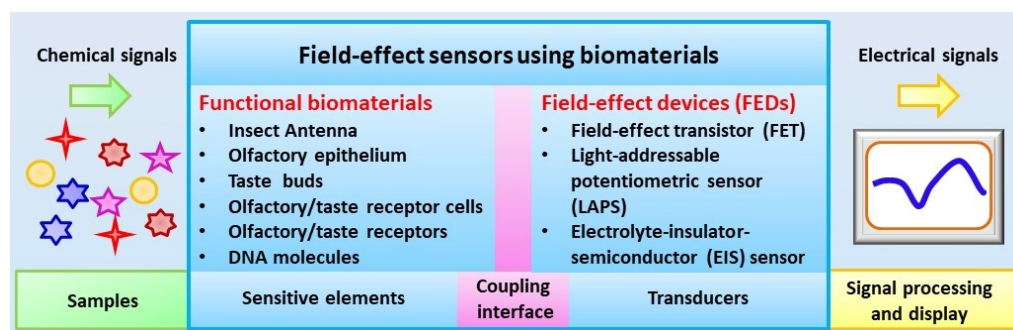 Chemical signals
Field-effect sensors using biomaterials
Electrical signals
Functional biomaterials
• Insect Antenna
• Olfactory epithelium
• Taste buds
• Olfactory/taste receptor cells
• Olfactory/taste receptors
• DNA molecules
Field-effect devices (FEDs)
• Field-effect transistor (FET)
• Light-addressable
potentiometric sensor
(LAPS)
• Electrolyte-insulator-
semiconductor (EIS) sensor
Samples
Sensitive elements
Coupling
interface
Transducers
Signal processing
and display